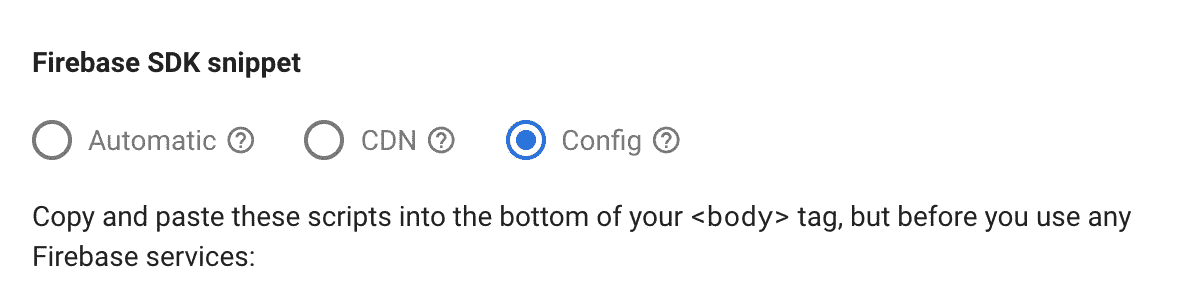 Firebase SDK snippet
Automatic ? CDN ? Config ?
Copy and paste these scripts into the bottom of your <body> tag, but before you use any
Firebase services: